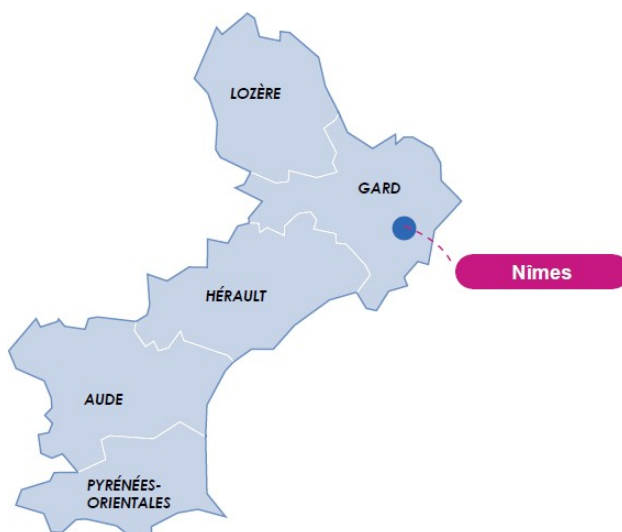 LOZÈRE
GARD
Nîmes
HÉRAULT
AUDE
PYRÉNÉES-
ORIENTALES